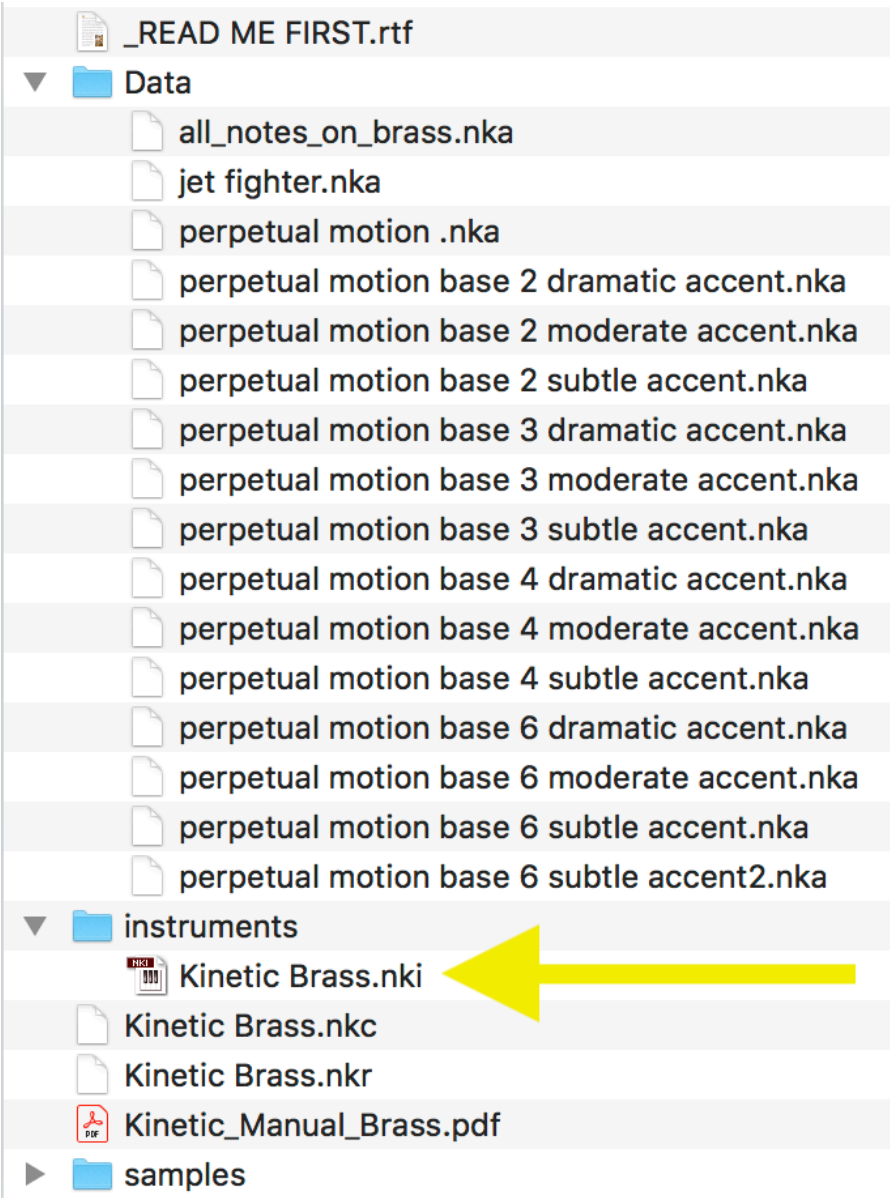 _READ ME FIRST.rtf
Data
all_notes_on_brass.nka
jet fighter.nka
perpetual motion .nka
perpetual motion base 2 dramatic accent.nka
perpetual motion base 2 moderate accent.nka
perpetual motion base 2 subtle accent.nka
perpetual motion base 3 dramatic accent.nka
perpetual motion base 3 moderate accent.nka
perpetual motion base 3 subtle accent.nka
perpetual motion base 4 dramatic accent.nka
perpetual motion base 4 moderate accent.nka
perpetual motion base 4 subtle accent.nka
perpetual motion base 6 dramatic accent.nka
perpetual motion base 6 moderate accent.nka
perpetual motion base 6 subtle accent.nka
perpetual motion base 6 subtle accent2.nka
instruments
NKI Kinetic Brass.nki
Kinetic Brass.nkc
Kinetic Brass.nkr
PDF Kinetic_Manual_Brass.pdf
samples